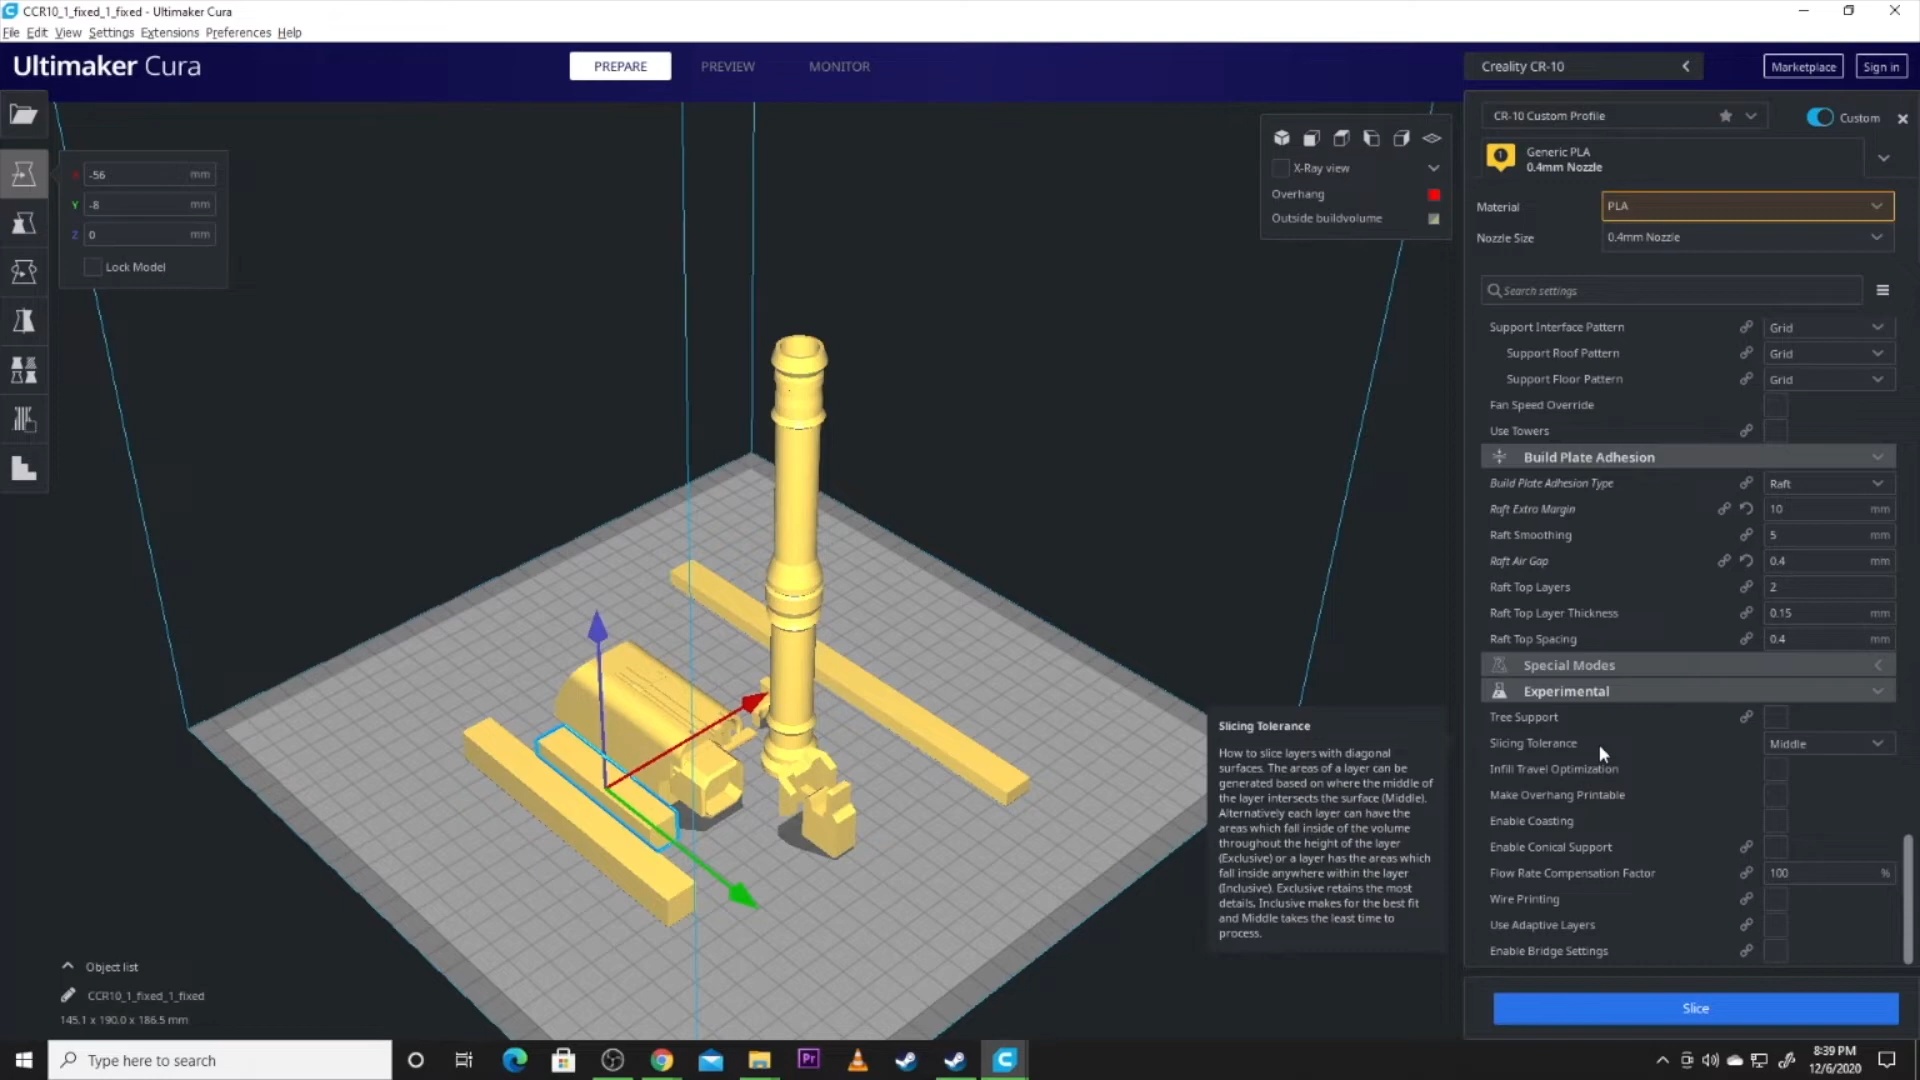 CCR10_1_fixed_1_fixed - Ultimaker Cura
File Edit View Settings Extensions Preferences Help
Ultimaker Cura
PREPARE
PREVIEW
MONITOR
Creality CR-10
Marketplace
Sign in
X -56 mm
Y -8 mm
Z 0 mm
Lock Model
X-Ray view
Overhang
Outside buildvolume
CR-10 Custom Profile
Custom
1
Generic PLA
0.4mm Nozzle
Material PLA
Nozzle Size 0.4mm Nozzle
Search settings
Support Interface Pattern Grid
Support Roof Pattern Grid
Support Floor Pattern Grid
Fan Speed Override
Use Towers
Build Plate Adhesion
Build Plate Adhesion Type Raft
Raft Extra Margin 10 mm
Raft Smoothing 5 mm
Raft Air Gap 0.4 mm
Raft Top Layers 2
Raft Top Layer Thickness 0.15 mm
Raft Top Spacing 0.4 mm
Special Modes
Experimental
Tree Support
Slicing Tolerance Middle
Infill Travel Optimization
Make Overhang Printable
Enable Coasting
Enable Conical Support
Flow Rate Compensation Factor 100 %
Wire Printing
Use Adaptive Layers
Enable Bridge Settings
Slice
Slicing Tolerance
How to slice layers with diagonal
surfaces. The areas of a layer can be
generated based on where the middle of
the layer intersects the surface (Middle).
Alternatively each layer can have the
areas which fall inside of the volume
throughout the height of the layer
(Exclusive) or a layer has the areas which
fall inside anywhere within the layer
(Inclusive). Exclusive retains the most
details, Inclusive makes for the best fit
and Middle takes the least time to
process.
Object list
CCR10_1_fixed_1_fixed
145.1 x 190.0 x 186.5 mm
Type here to search
Pr
8:39 PM
12/6/2020